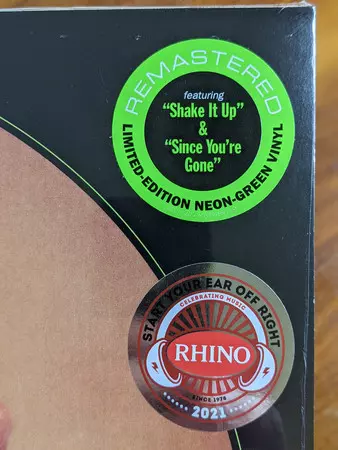 REMASTERED
featuring
“Shake It Up”
&
“Since You're
Gone”
LIMITED-EDITION NEON-GREEN VINYL
START YOUR EAR OFF RIGHT
CELEBRATING MUSIC
RHINO
SINCE 1978
2021